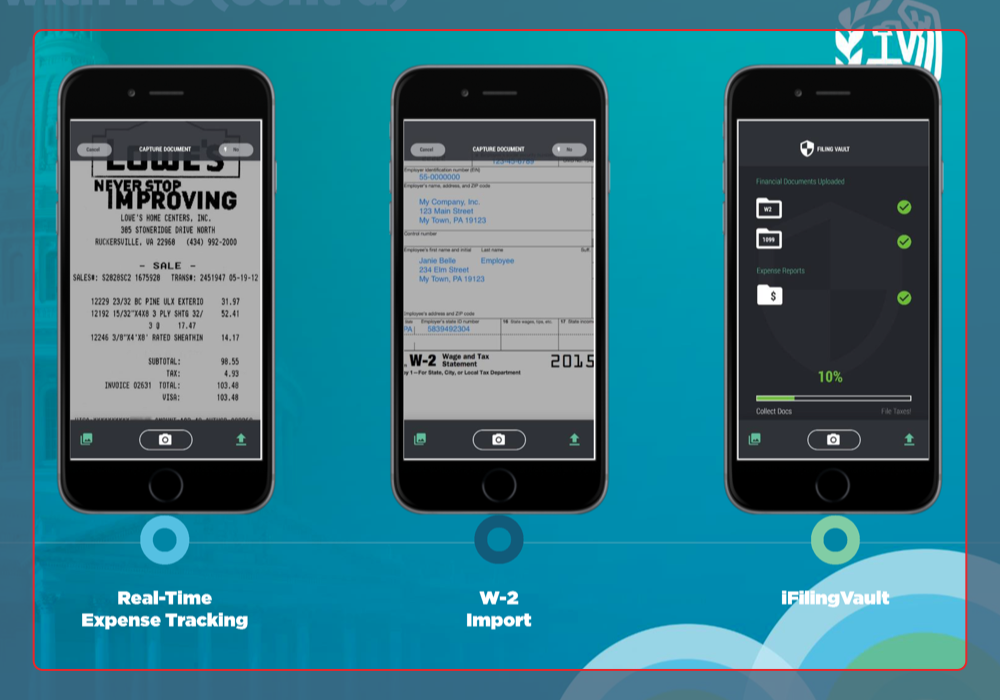 with MS (cont'd)
Cancel
CAPTURE DOCUMENT
No
LOWE'S
NEVER STOP
IMPROVING
LOWE'S HOME CENTERS, INC.
385 STONERIDGE DRIVE NORTH
RUCKERSVILLE, VA 22968 (434) 992-2000
- SALE -
SALES#: S2828SC2 1675928 TRANS#: 2451947 05-19-12
12229 23/32 BC PINE ULX EXTERIO 31.97
12192 15/32"X4X8 3 PLY SHTG 32/ 52.41
3 @ 17.47
12246 3/8"X4'X8' RATED SHEATHIN 14.17
SUBTOTAL: 98.55
TAX: 4.93
INVOICE 02631 TOTAL: 103.48
VISA: 103.48
Real-Time
Expense Tracking
Cancel
CAPTURE DOCUMENT
No
123-45-6789
Employer identification number (EIN)
55-0000000
Employer's name, address, and ZIP code
My Company, Inc.
123 Main Street
My Town, PA 19123
Control number
Employee's first name and initial Last name Suff.
Janie Belle Employee
234 Elm Street
My Town, PA 19123
Employee's address and ZIP code
State Employer's state ID number 16 State wages, tips, etc. 17 State income
PA 5839492304
W-2 Wage and Tax
Statement 2015
y 1—For State, City, or Local Tax Department
W-2
Import
FILING VAULT
Financial Documents Uploaded
W2
1099
Expense Reports
$
10%
Collect Docs File Taxes!
iFilingVault